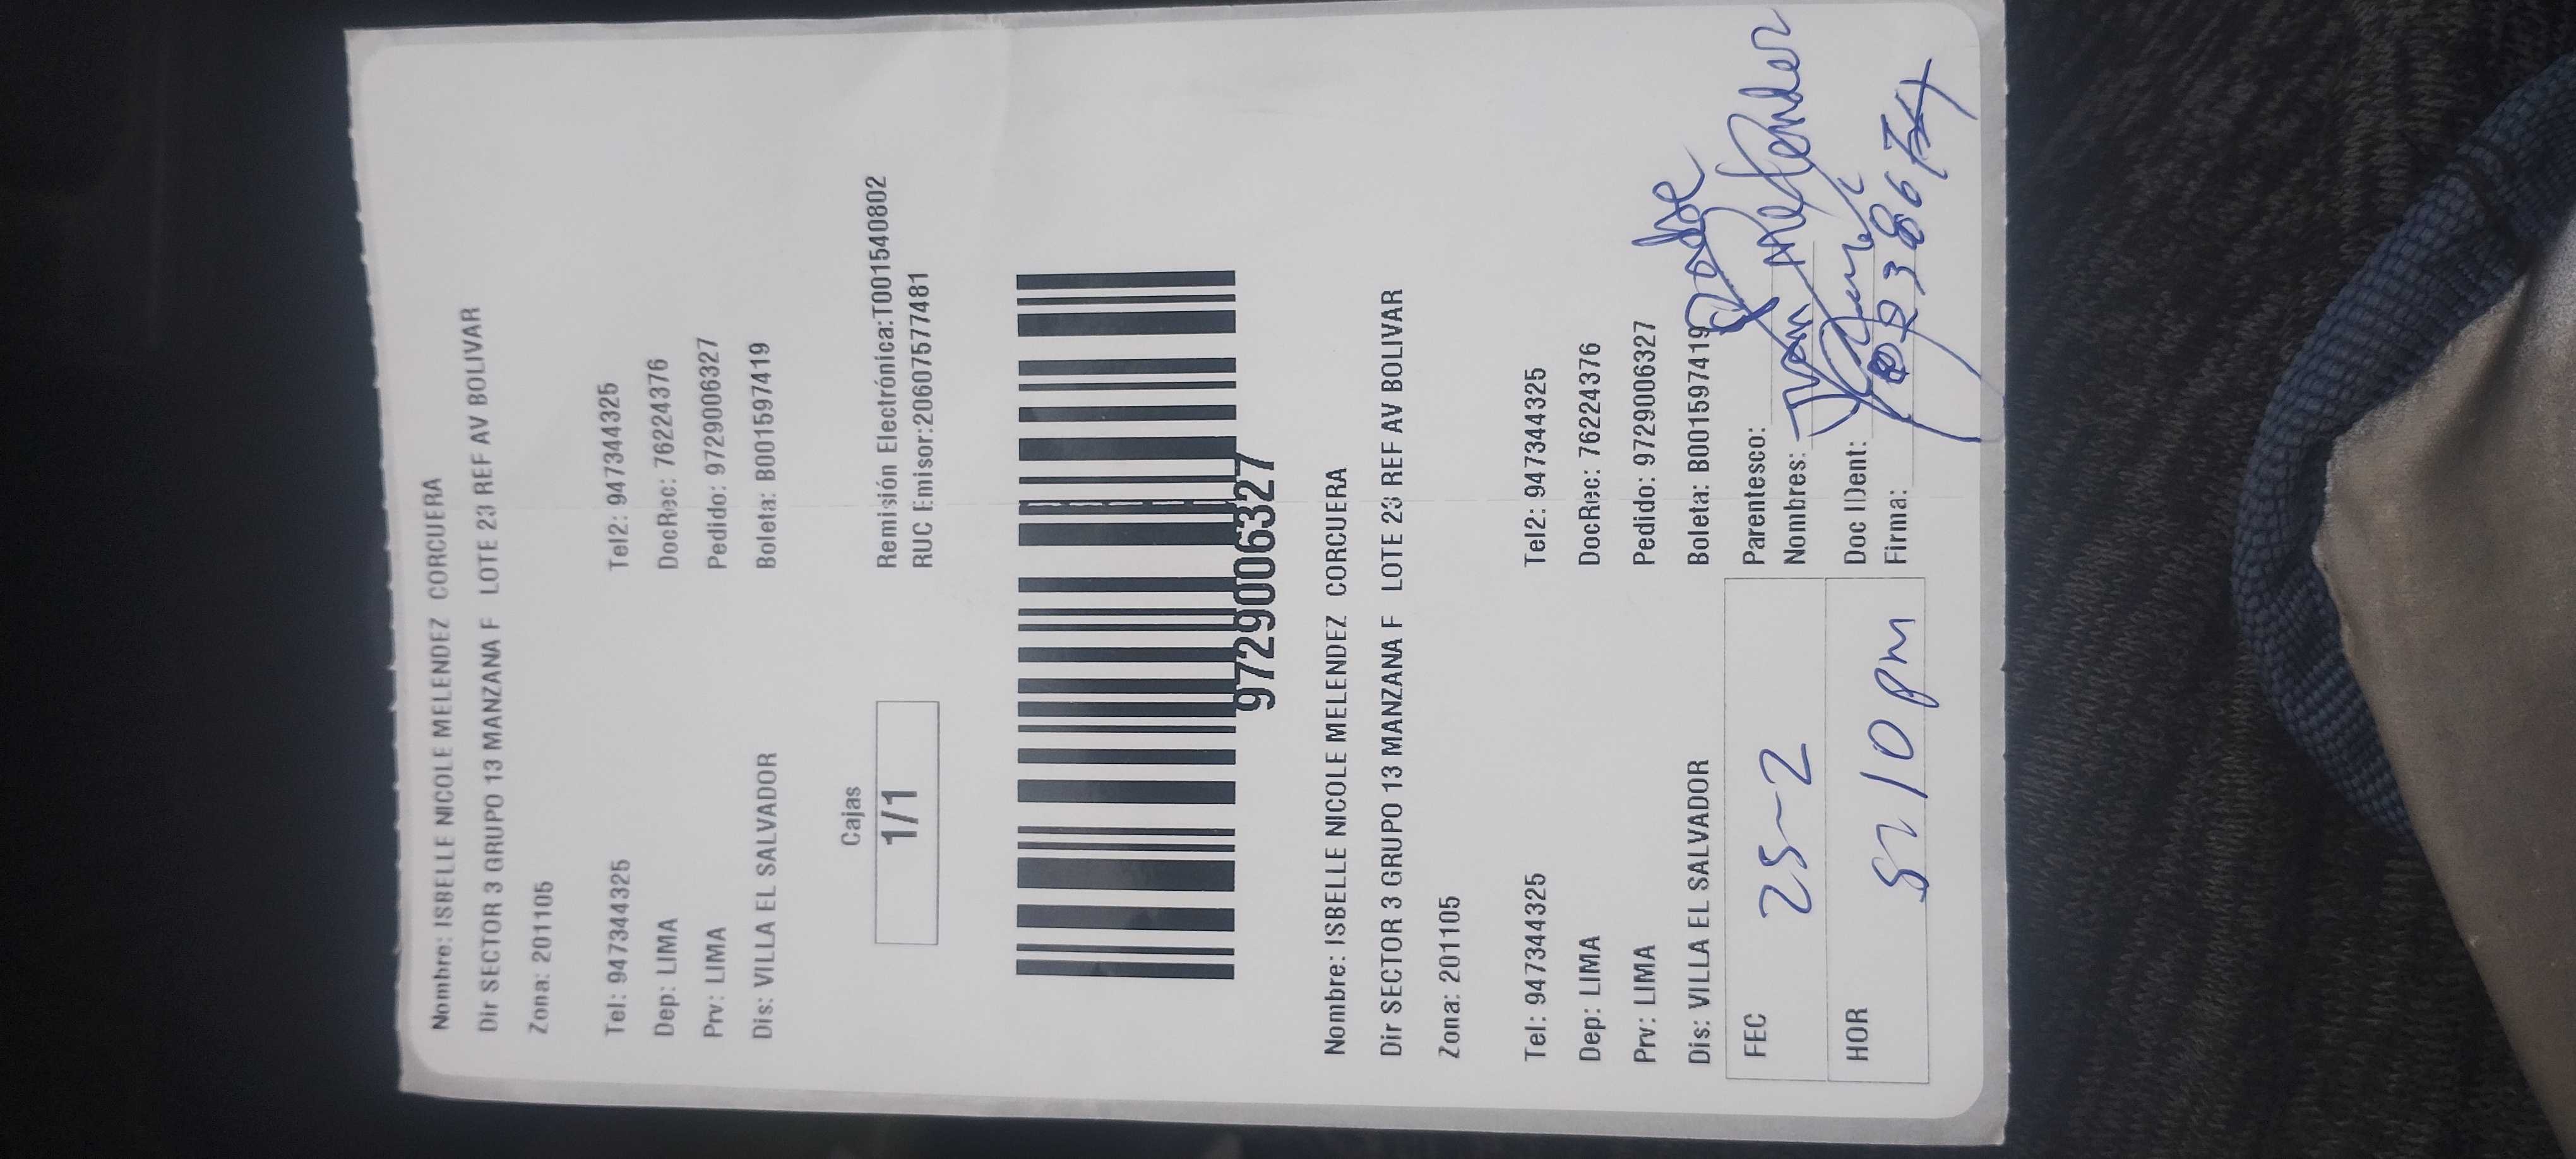 Nombre: ISBELLE NICOLE MELENDEZ CORCUERA
Dir SECTOR 3 GRUPO 13 MANZANA F LOTE 23 REF AV BOLIVAR
Zona: 201105
Tel: 947344325 Tel2: 947344325
Dep: LIMA DocRec: 76224376
Prv: LIMA Pedido: 9729006327
Dis: VILLA EL SALVADOR Boleta: B001597419
Cajas
1/1
Remisión Electrónica:T001540802
RUC Emisor:20607577481
9729006327
Nombre: ISBELLE NICOLE MELENDEZ CORCUERA
Dir SECTOR 3 GRUPO 13 MANZANA F LOTE 23 REF AV BOLIVAR
Zona: 201105
Tel: 947344325 Tel2: 947344325
Dep: LIMA DocRec: 76224376
Prv: LIMA Pedido: 9729006327
Dis: VILLA EL SALVADOR Boleta: B001597419
FEC 25-2
HOR 5:10 pm
Parentesco: Padre
Nombres: Ivan Melendez
Doc IDent:
Firma: